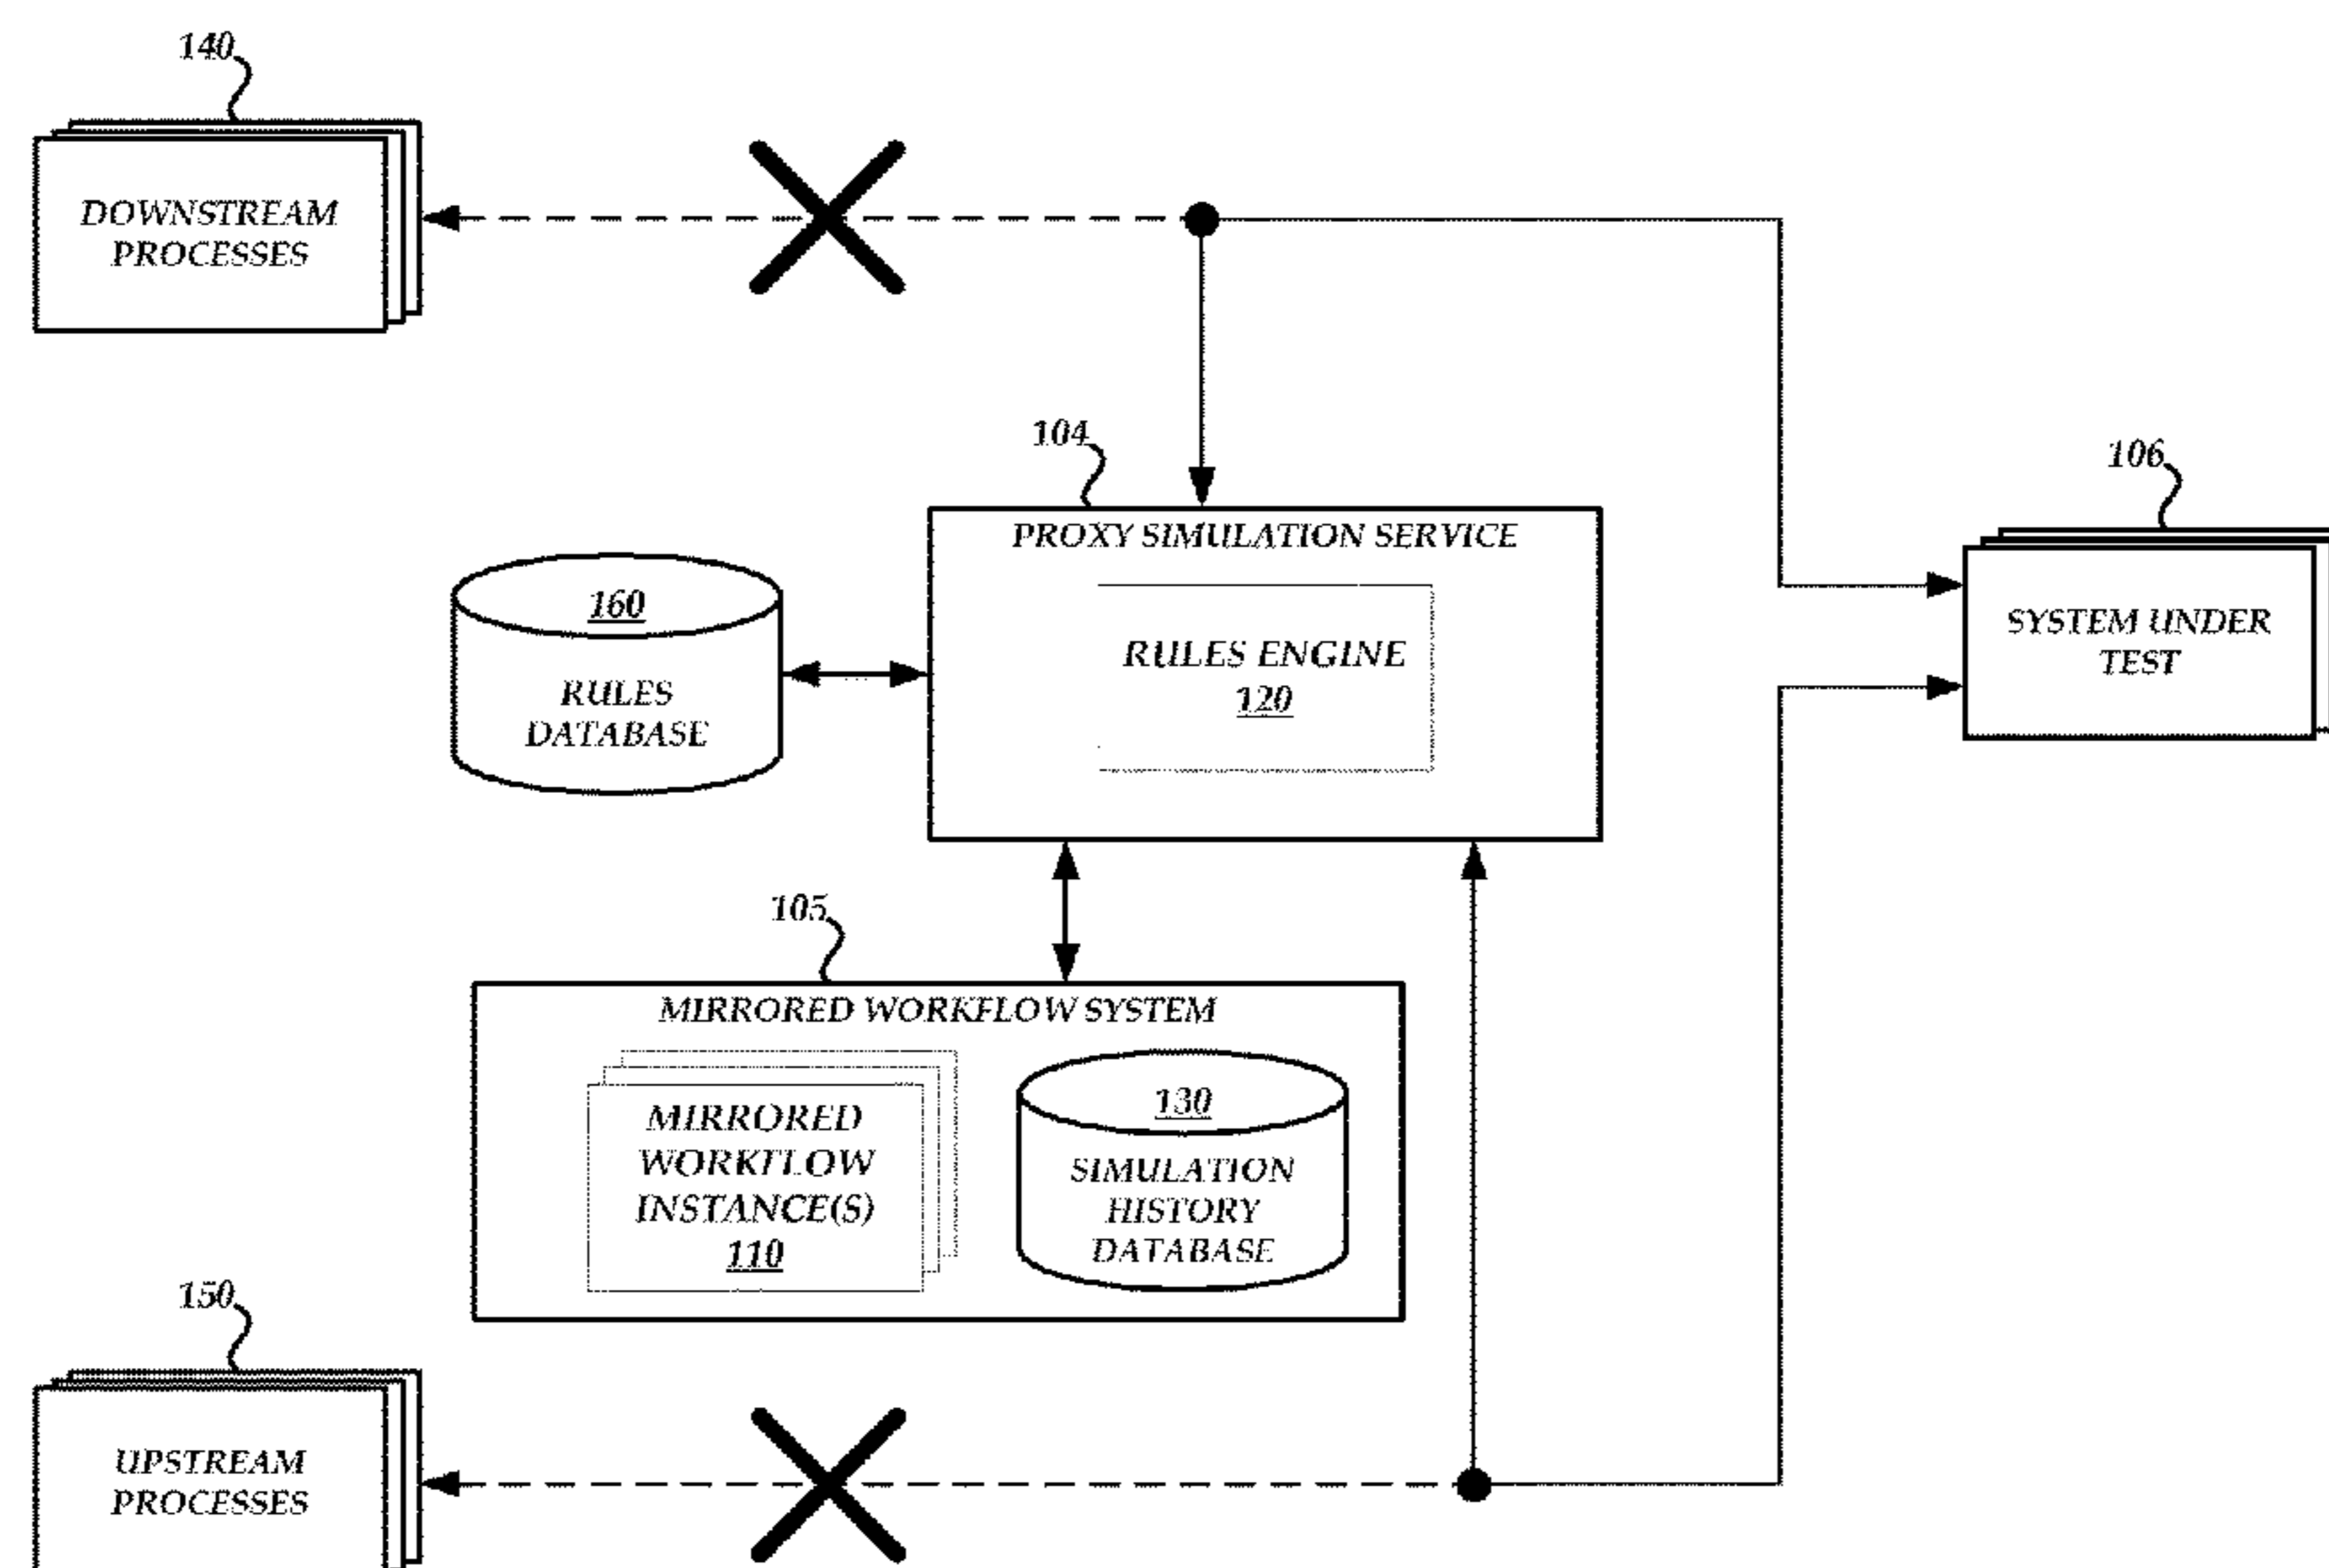 140
DOWNSTREAM
PROCESSES
104
PROXY SIMULATION SERVICE
RULES ENGINE
120
106
SYSTEM UNDER
TEST
160
RULES
DATABASE
105
MIRRORED WORKFLOW SYSTEM
MIRRORED
WORKFLOW
INSTANCE(S)
110
130
SIMULATION
HISTORY
DATABASE
150
UPSTREAM
PROCESSES